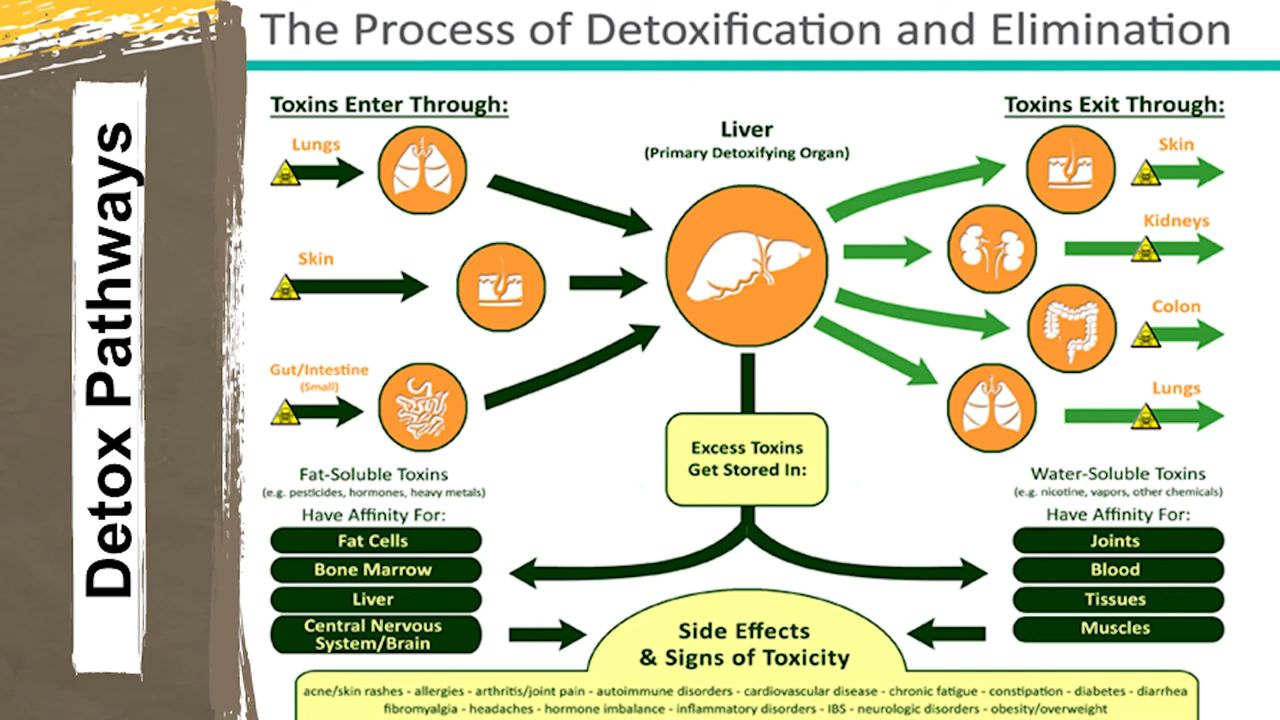 The Process of Detoxification and Elimination
Detox Pathways
Toxins Enter Through:
Lungs
Skin
Gut/Intestine
(Small)
Liver
(Primary Detoxifying Organ)
Toxins Exit Through:
Skin
Kidneys
Colon
Lungs
Excess Toxins
Get Stored In:
Fat-Soluble Toxins
(e.g. pesticides, hormones, heavy metals)
Have Affinity For:
Fat Cells
Bone Marrow
Liver
Central Nervous
System/Brain
Water-Soluble Toxins
(e.g. nicotine, vapors, other chemicals)
Have Affinity For:
Joints
Blood
Tissues
Muscles
Side Effects
& Signs of Toxicity
acne/skin rashes - allergies - arthritis/joint pain - autoimmune disorders - cardiovascular disease - chronic fatigue - constipation - diabetes - diarrhea
fibromyalgia - headaches - hormone imbalance - inflammatory disorders - IBS - neurologic disorders - obesity/overweight